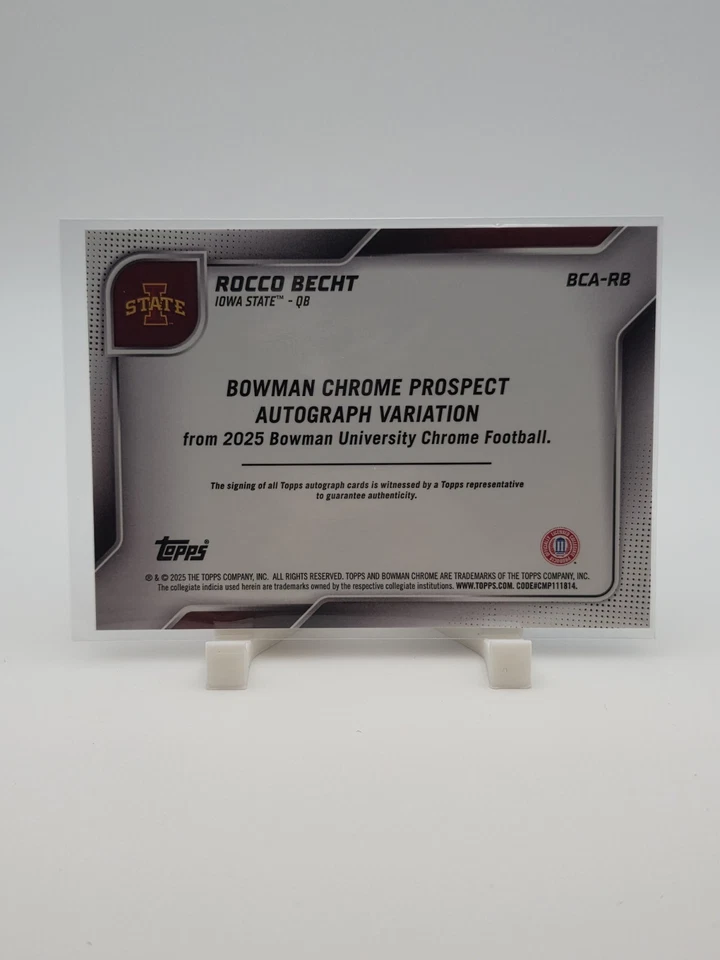 ROCCO BECHT
IOWA STATE™ - QB
BCA-RB
STATE
I
BOWMAN CHROME PROSPECT
AUTOGRAPH VARIATION
from 2025 Bowman University Chrome Football.
The signing of all Topps autograph cards is witnessed by a Topps representative
to guarantee authenticity.
topps®
® & © 2025 THE TOPPS COMPANY, INC. ALL RIGHTS RESERVED. TOPPS AND BOWMAN CHROME ARE TRADEMARKS OF THE TOPPS COMPANY, INC.
The collegiate indicia used herein are trademarks owned by the respective collegiate institutions. WWW.TOPPS.COM. CODE#CMP111814.